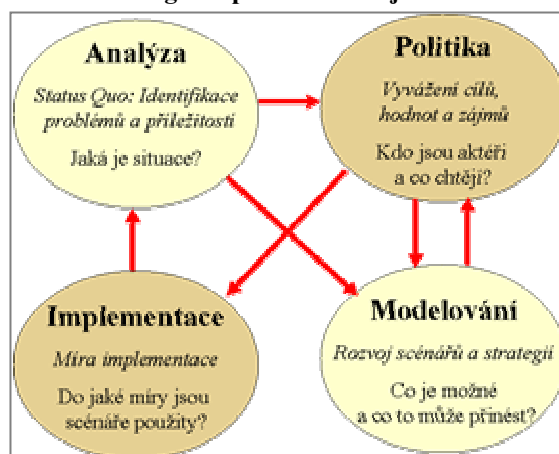 Analýza
Status Quo: Identifikace
problémů a příležitostí
Jaká je situace?
Politika
Vyvážení cílů,
hodnot a zájmů
Kdo jsou aktéři
a co chtějí?
Implementace
Míra implementace
Do jaké míry jsou
scénáře použity?
Modelování
Rozvoj scénářů a strategií
Co je možné
a co to může přinést?